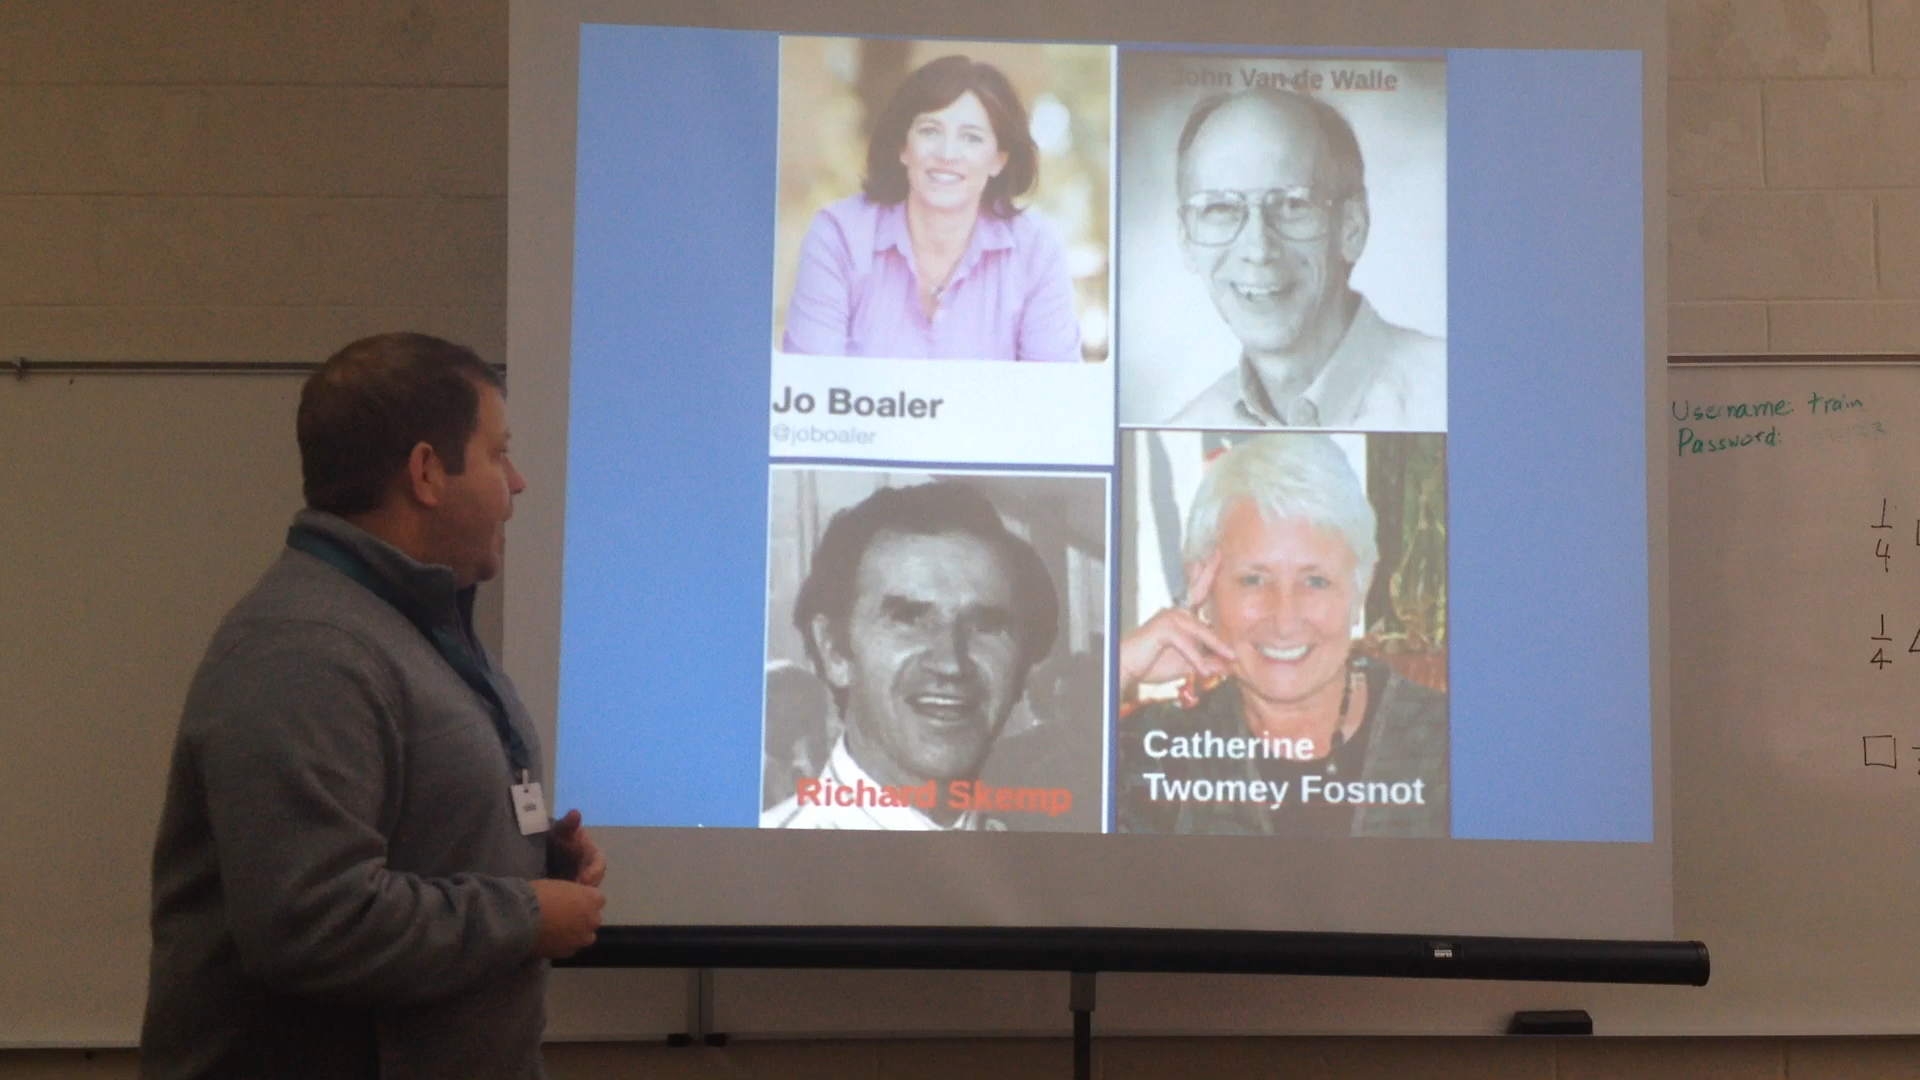 John Van de Walle
Jo Boaler
@joboaler
Richard Skemp
Catherine
Twomey Fosnot
Username: train
Password:
1
4
1
4